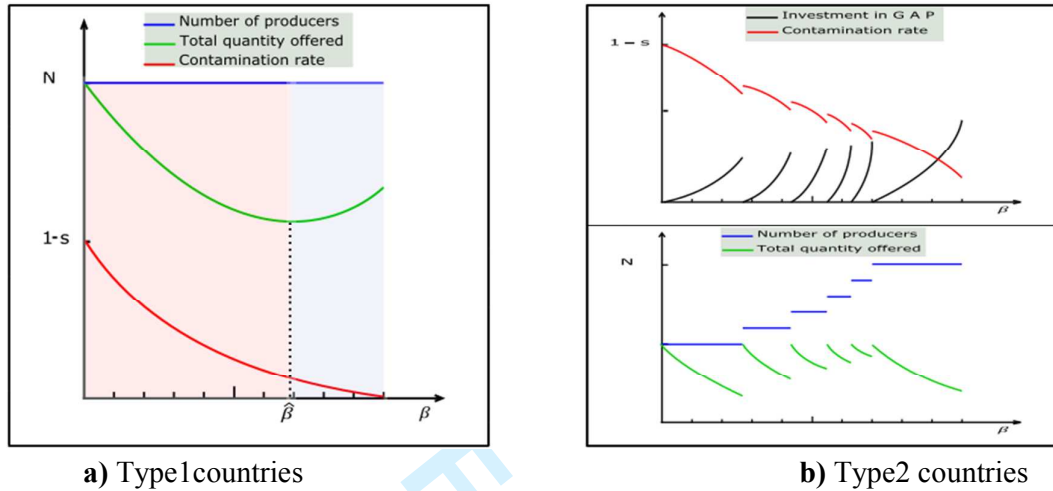 Number of producers
Total quantity offered
Contamination rate
N
1-s
β̂
β
a) Type1countries
Investment in G A P
Contamination rate
1-s
β
Number of producers
Total quantity offered
N
β
b) Type2 countries